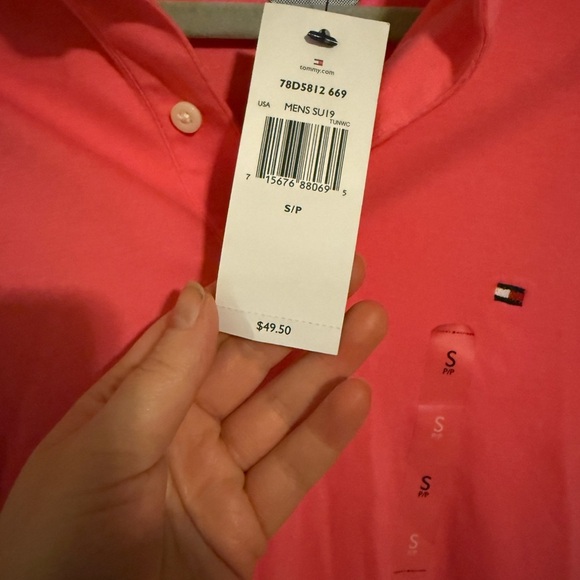 tommy.com
78D5812 669
USA MENS SU19
TUNWC
7 15676 88069 5
S/P
$49.50
S
P/P
S
S
P/P
S